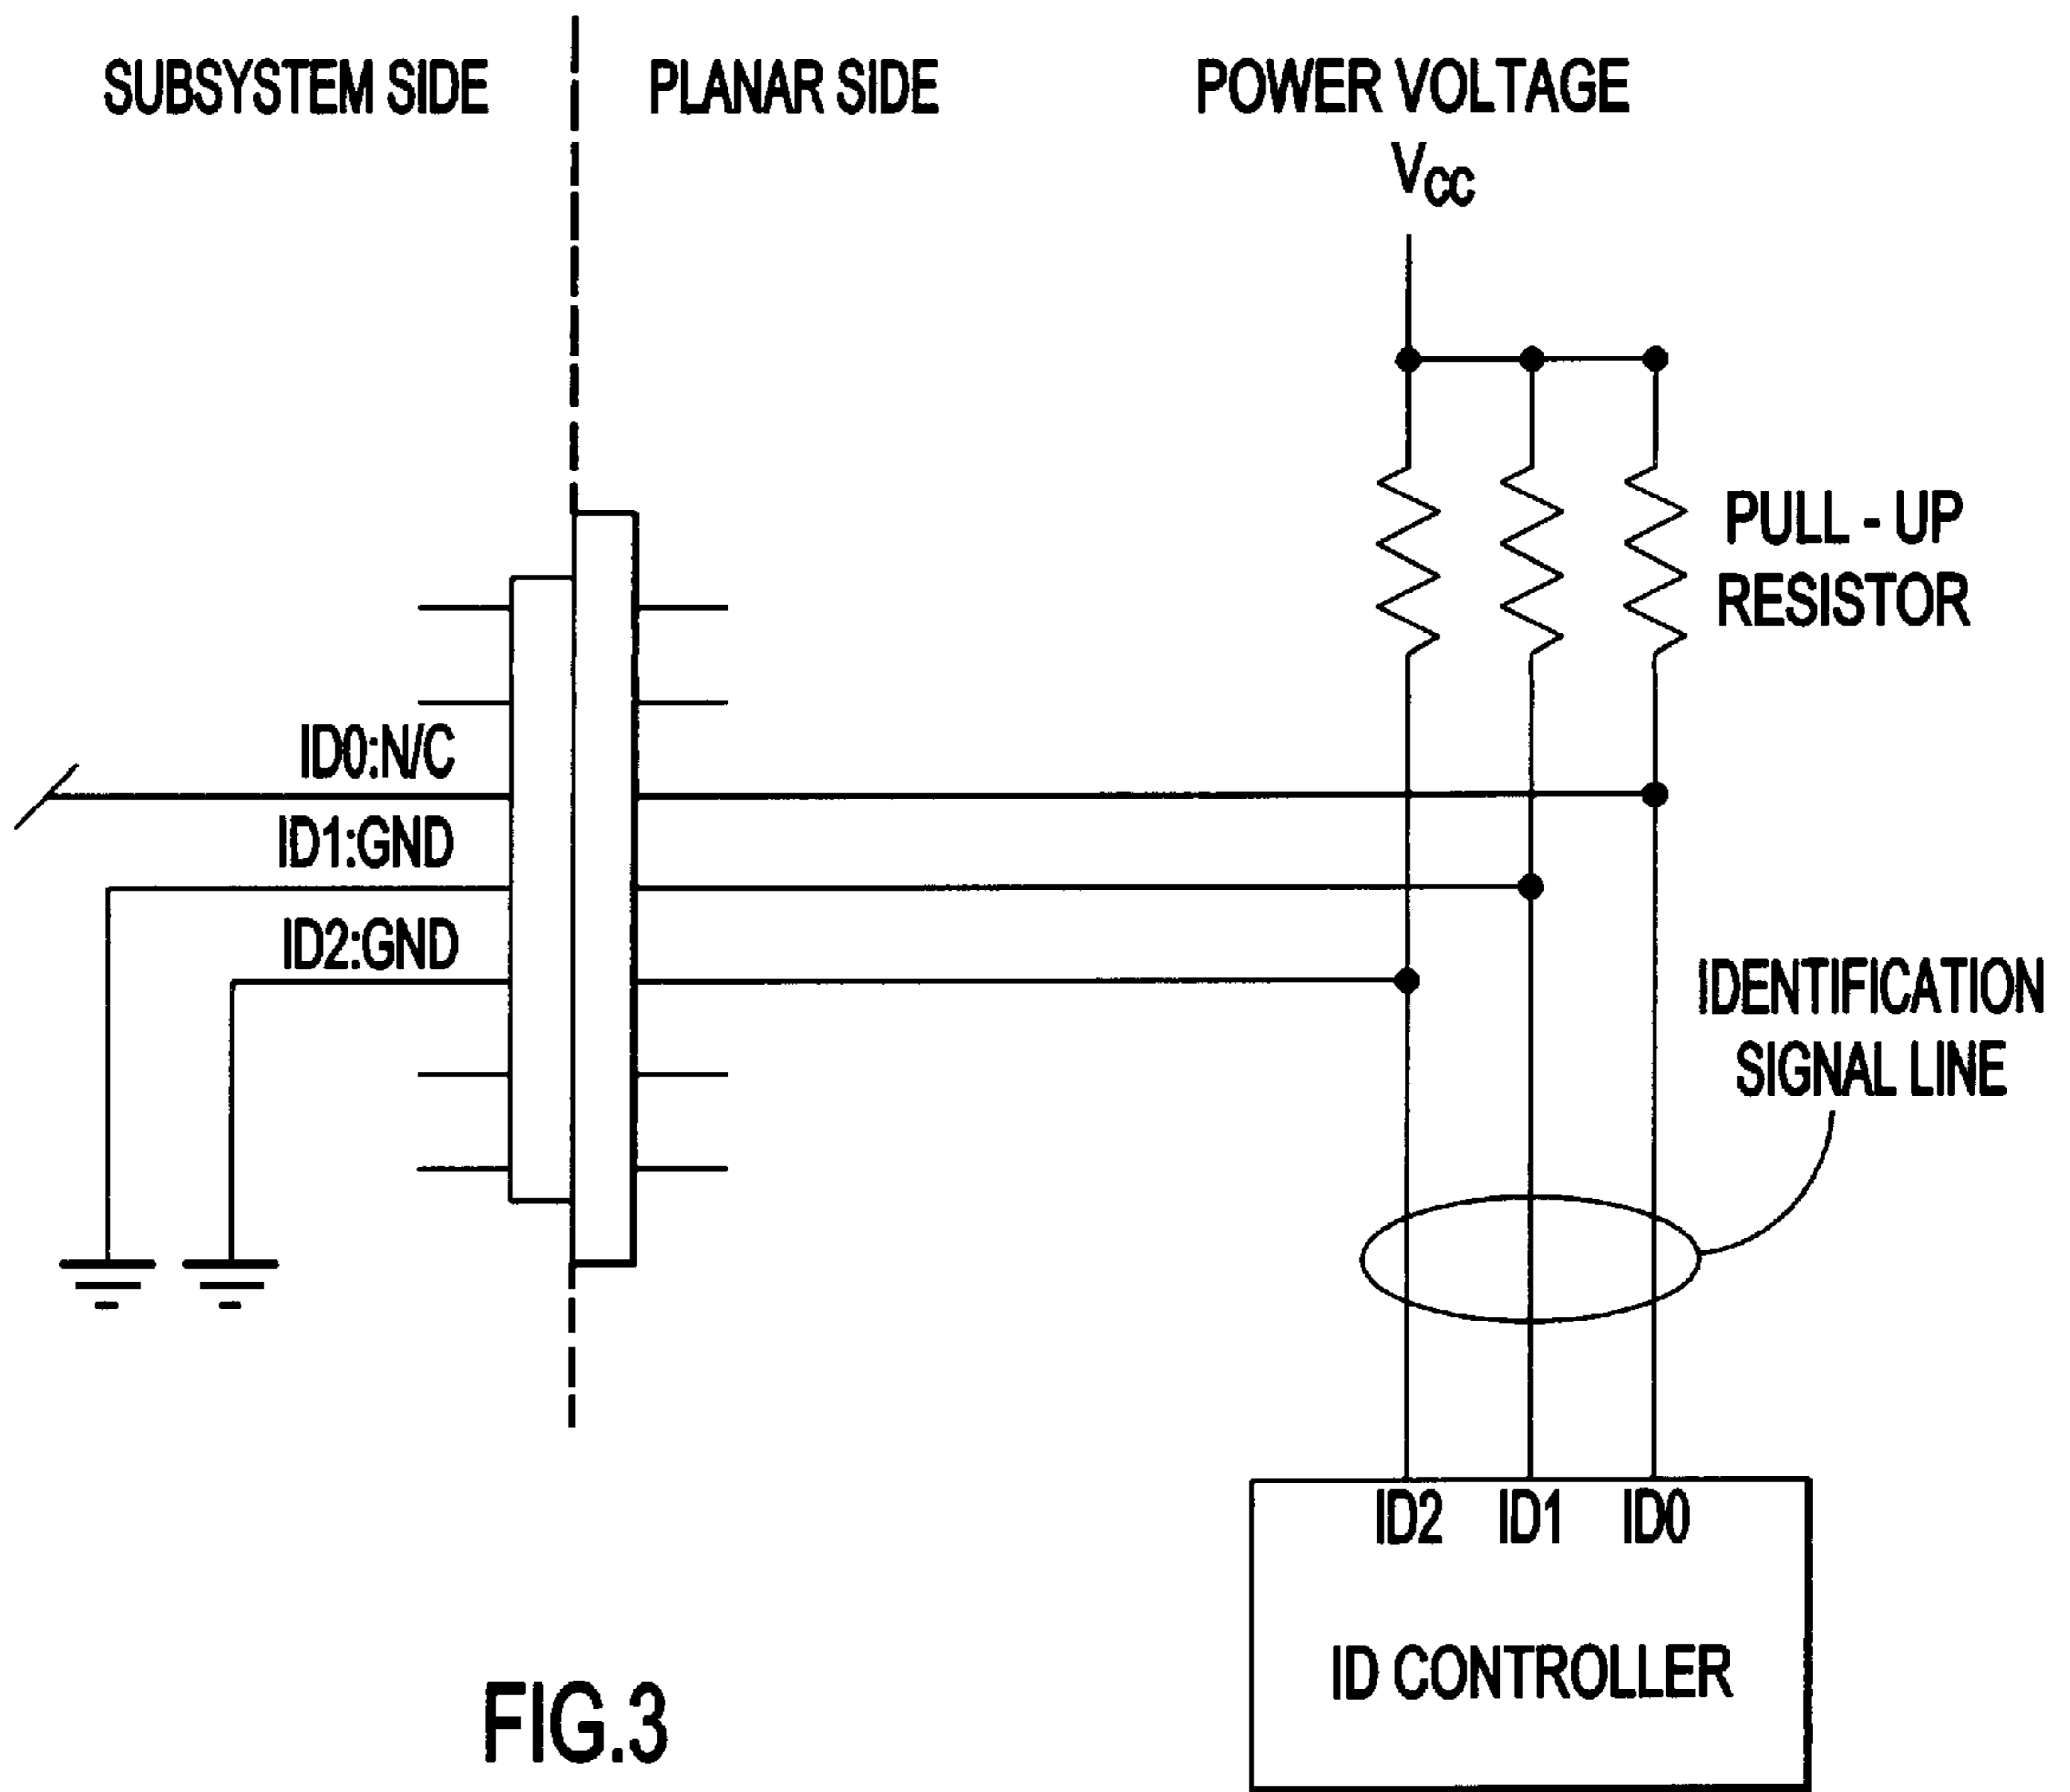 SUBSYSTEM SIDE
PLANAR SIDE
POWER VOLTAGE
VCC
PULL - UP
RESISTOR
ID0:N/C
ID1:GND
ID2:GND
IDENTIFICATION
SIGNAL LINE
ID2 ID1 ID0
ID CONTROLLER
FIG.3